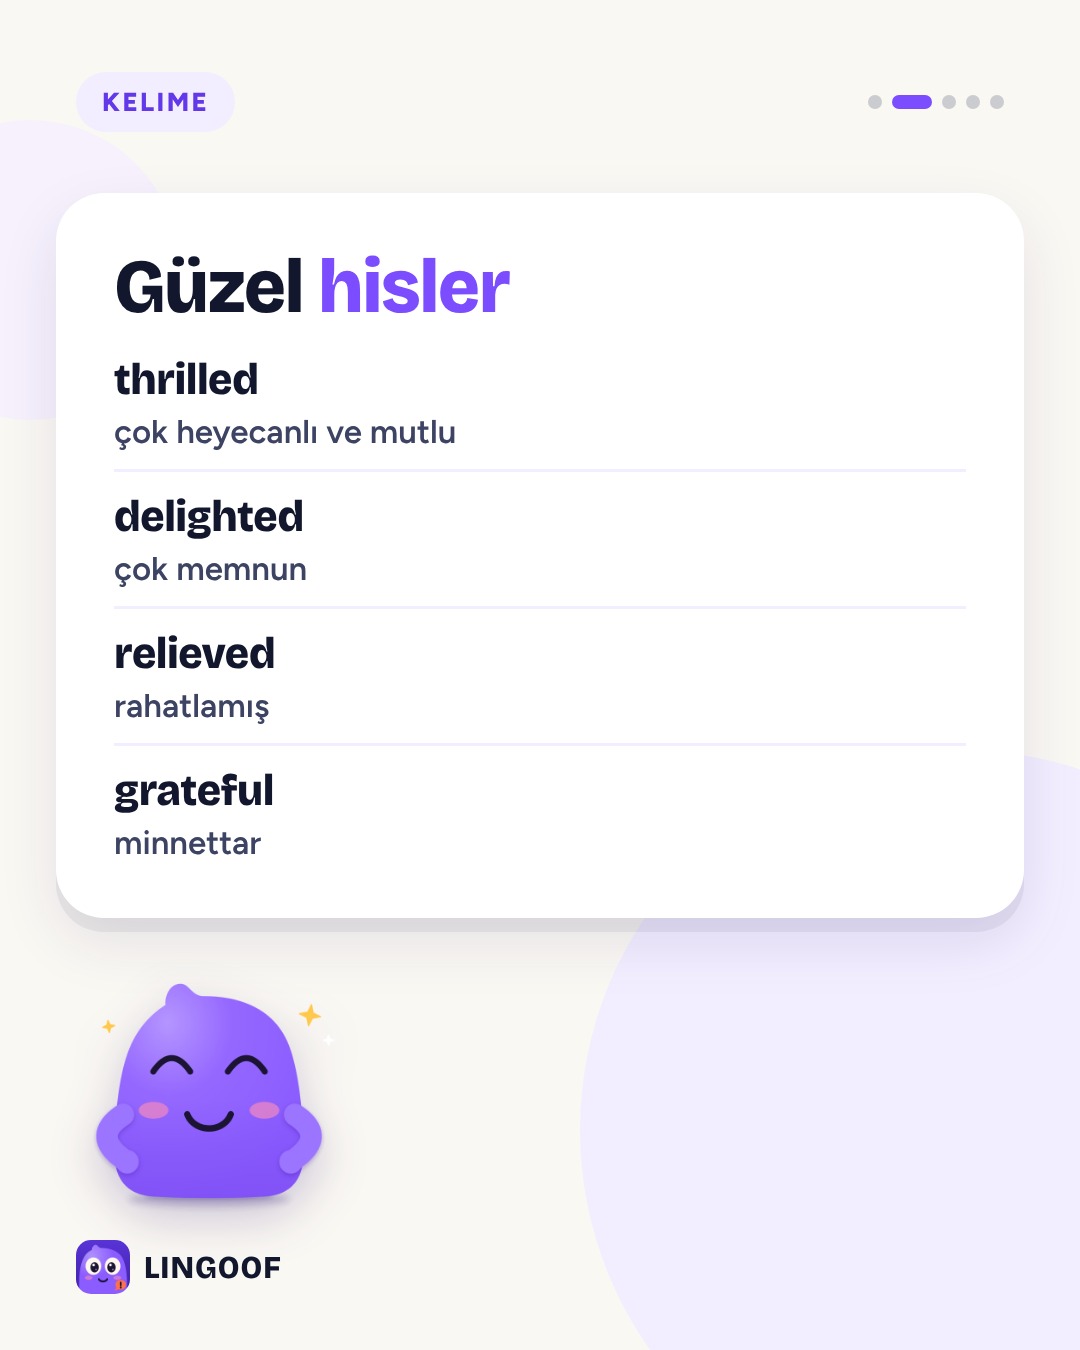 KELIME
Güzel hisler
thrilled
çok heyecanlı ve mutlu
delighted
çok memnun
relieved
rahatlamış
grateful
minnettar
LINGOOF